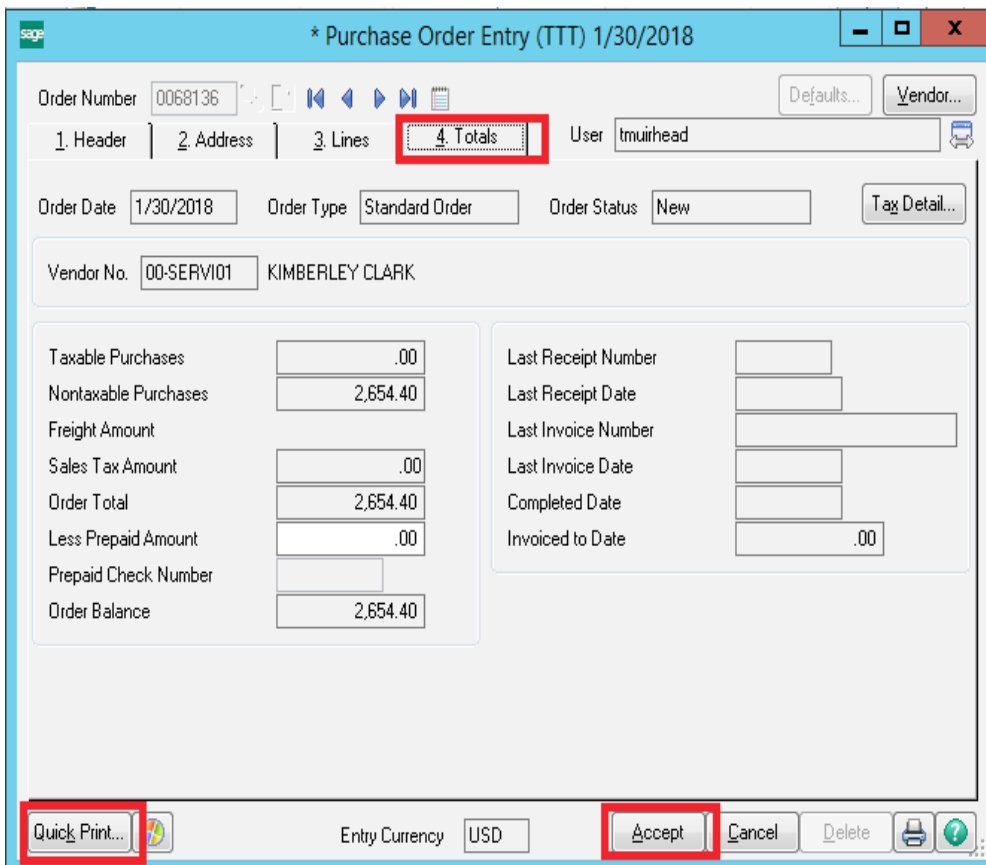 sage
* Purchase Order Entry (TTT) 1/30/2018
Order Number 0068136 Defaults... Vendor...
1. Header 2. Address 3. Lines 4. Totals User tmuirhead
Order Date 1/30/2018 Order Type Standard Order Order Status New Tax Detail...
Vendor No. 00-SERVI01 KIMBERLEY CLARK
Taxable Purchases .00
Nontaxable Purchases 2,654.40
Freight Amount
Sales Tax Amount .00
Order Total 2,654.40
Less Prepaid Amount .00
Prepaid Check Number
Order Balance 2,654.40
Last Receipt Number
Last Receipt Date
Last Invoice Number
Last Invoice Date
Completed Date
Invoiced to Date .00
Quick Print... Entry Currency USD Accept Cancel Delete